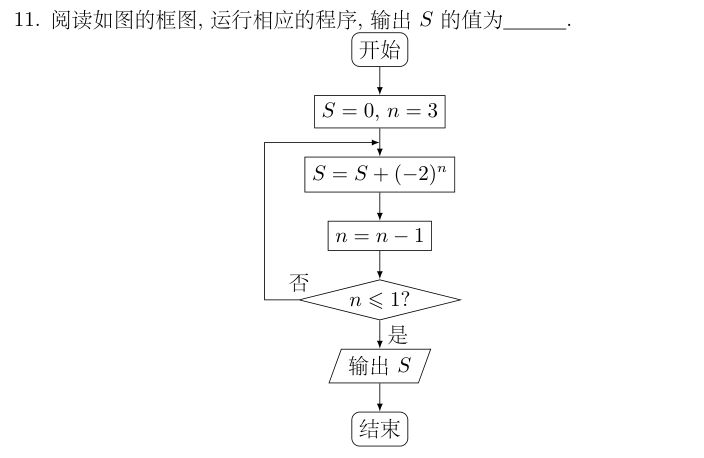 11. 阅读如图的框图, 运行相应的程序, 输出 S 的值为______.
开始
S = 0, n = 3
S = S + (−2)ⁿ
n = n − 1
否
n ⩽ 1?
是
输出 S
结束